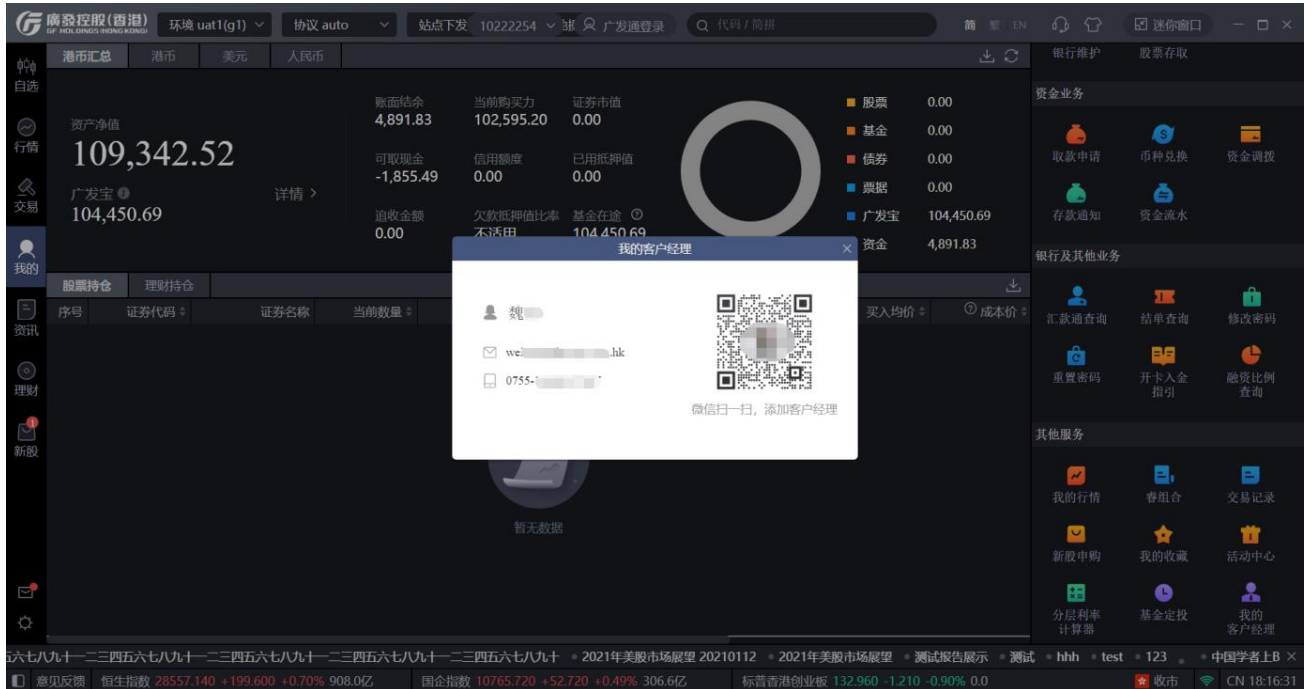 廣發控股(香港)
GF HOLDINGS (HONG KONG)
环境 uat1(g1)
协议 auto
站点下发 10222254
广发通登录
代码 / 简拼
简 繁 EN
迷你窗口
自选
行情
交易
我的
资讯
理财
1
新股
港币汇总 港币 美元 人民币
资产净值
109,342.52
广发宝
104,450.69
详情 >
账面结余 当前购买力 证券市值
4,891.83 102,595.20 0.00
可取现金 信用额度 已用抵押值
-1,855.49 0.00 0.00
追收金额 欠款抵押值比率 基金在途
0.00 不适用 104,450.69
股票 0.00
基金 0.00
债券 0.00
票据 0.00
广发宝 104,450.69
资金 4,891.83
股票持仓 理财持仓
序号 证券代码 证券名称 当前数量 买入均价 成本价
我的客户经理
魏
wei
.hk
0755-
微信扫一扫，添加客户经理
暂无数据
银行维护 股票存取
资金业务
取款申请 币种兑换 资金调拨
存款通知 资金流水
银行及其他业务
汇款通查询 结单查询 修改密码
重置密码 开卡入金指引 融资比例查询
其他服务
我的行情 睿组合 交易记录
新股申购 我的收藏 活动中心
分层利率计算器 基金定投 我的客户经理
五六七八九十一二三四五六七八九十一二三四五六七八九十一二三四五六七八九十一二三四五六七八九十 2021年美股市场展望 20210112 2021年美股市场展望 测试报告展示 测试 hhh test 123 中国学者上B
意见反馈 恒生指数 28557.140 +199.600 +0.70% 908.0亿 国企指数 10765.720 +52.720 +0.49% 306.6亿 标普香港创业板 132.960 -1.210 -0.90% 0.0 收市 CN 18:16:31